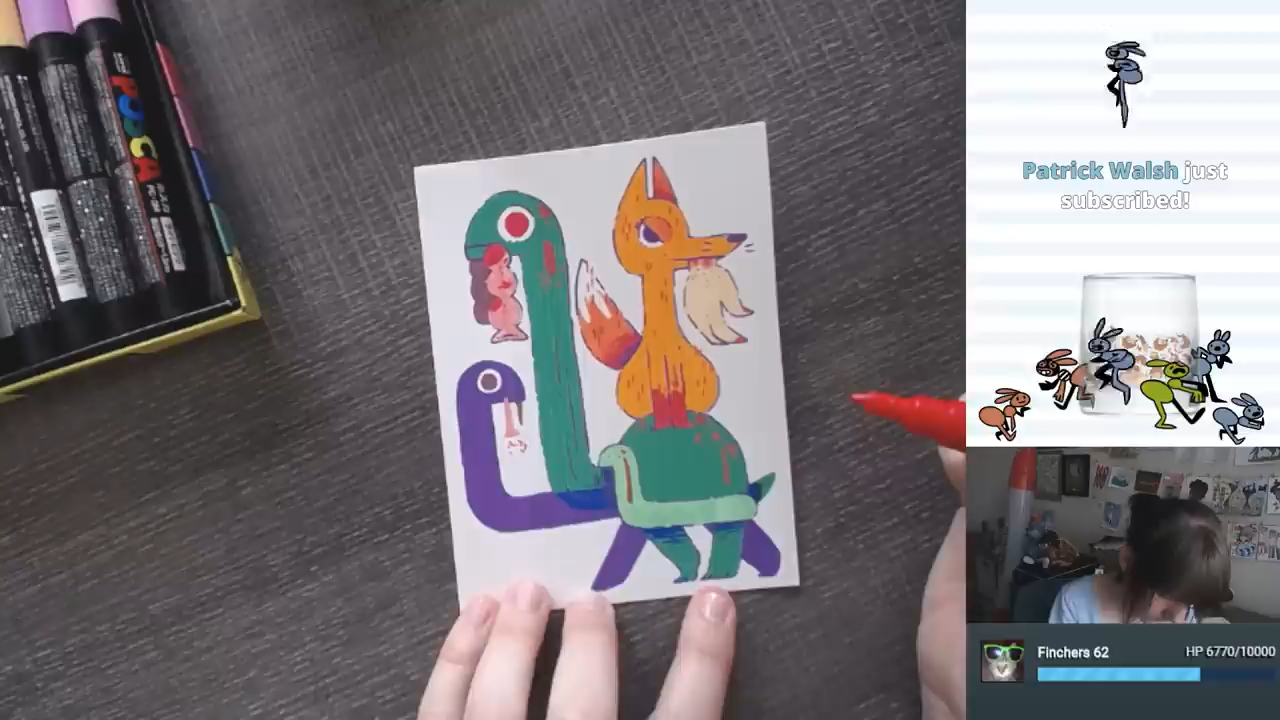 POSCA
Patrick Walsh just
subscribed!
Finchers 62
HP 6770/10000